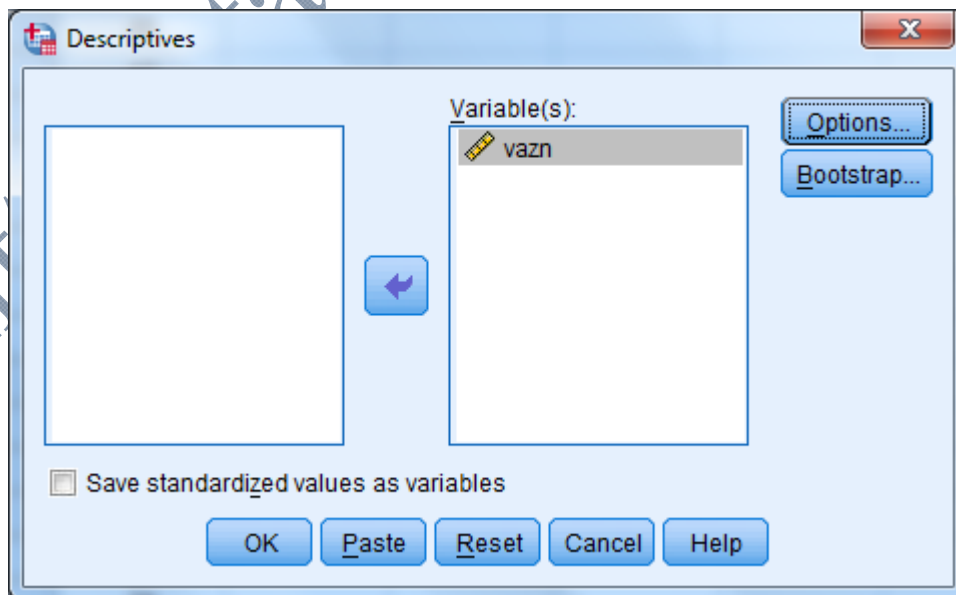 Descriptives
Variable(s):
vazn
Options...
Bootstrap...
Save standardized values as variables
OK Paste Reset Cancel Help